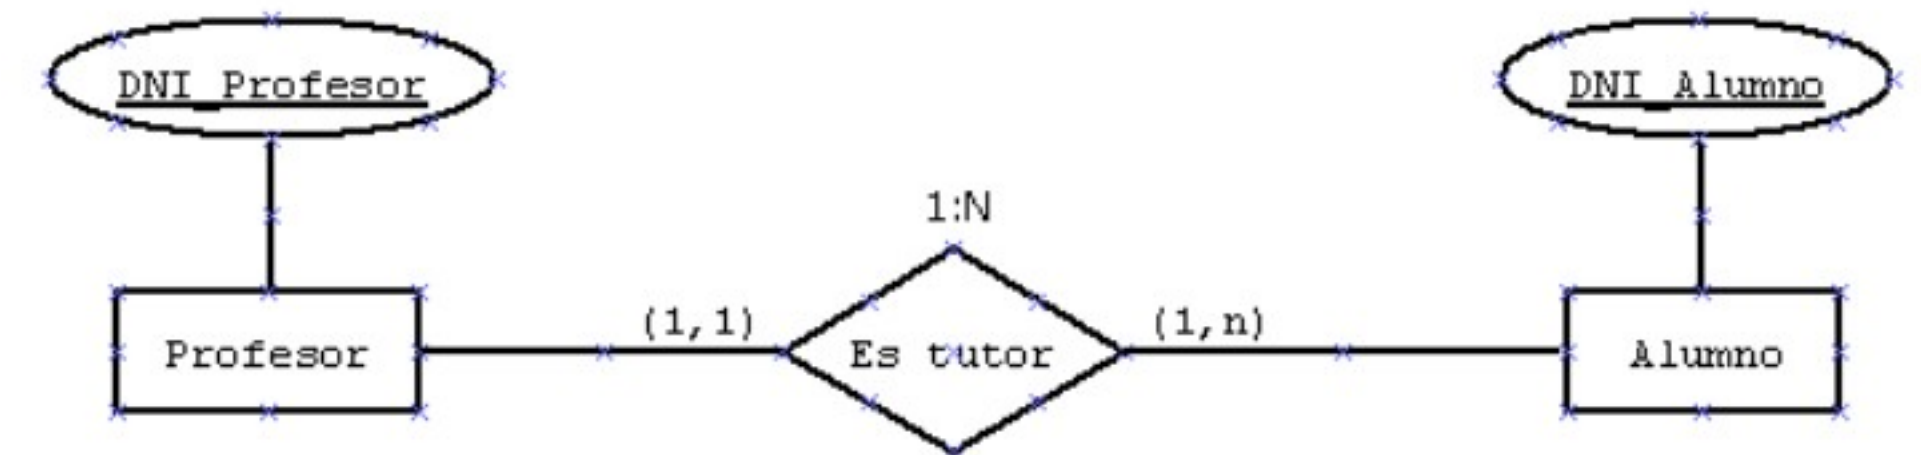 DNI_Profesor
DNI_Alumno
1:N
(1,1)
(1,n)
Profesor
Es tutor
Alumno